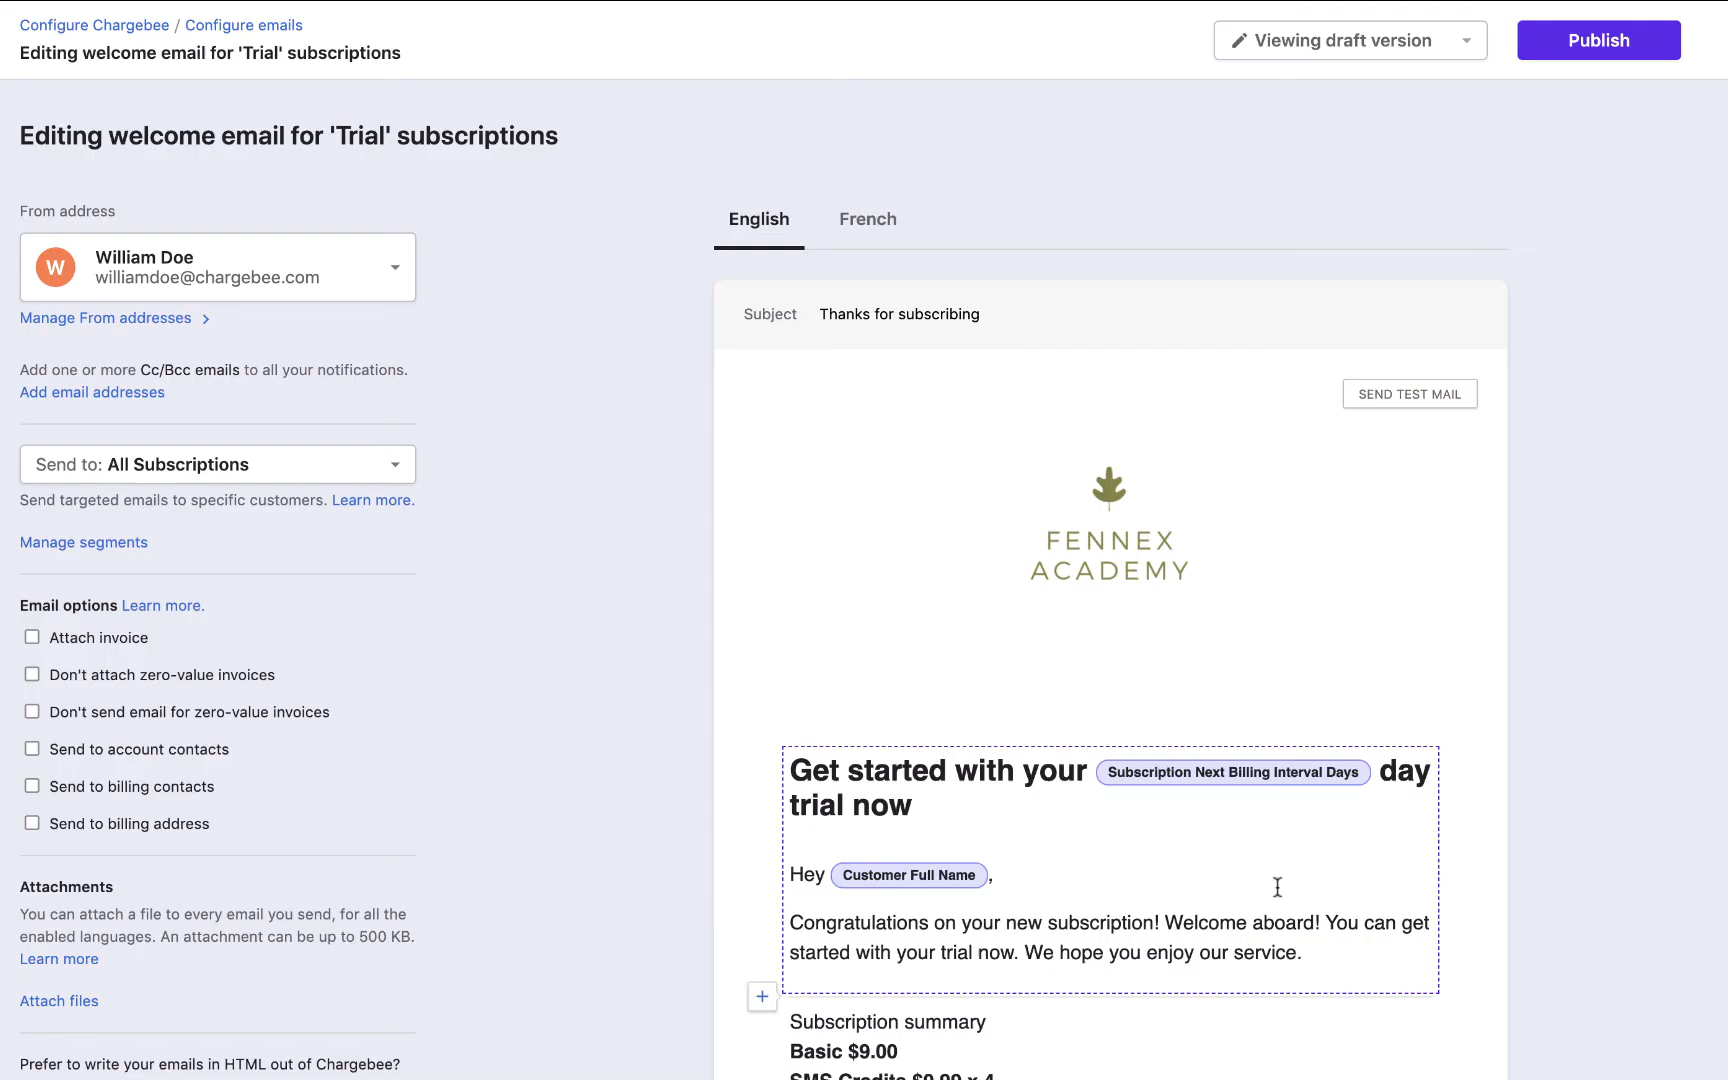 Configure Chargebee / Configure emails
Editing welcome email for 'Trial' subscriptions
Viewing draft version
Publish
Editing welcome email for 'Trial' subscriptions
From address
W
William Doe
williamdoe@chargebee.com
Manage From addresses >
Add one or more Cc/Bcc emails to all your notifications.
Add email addresses
Send to: All Subscriptions
Send targeted emails to specific customers. Learn more.
Manage segments
Email options Learn more.
Attach invoice
Don't attach zero-value invoices
Don't send email for zero-value invoices
Send to account contacts
Send to billing contacts
Send to billing address
Attachments
You can attach a file to every email you send, for all the
enabled languages. An attachment can be up to 500 KB.
Learn more
Attach files
Prefer to write your emails in HTML out of Chargebee?
English French
Subject Thanks for subscribing
SEND TEST MAIL
FENNEX
ACADEMY
Get started with your Subscription Next Billing Interval Days day
trial now
Hey Customer Full Name,
Congratulations on your new subscription! Welcome aboard! You can get
started with your trial now. We hope you enjoy our service.
+
Subscription summary
Basic $9.00
SMS Credits $0.99 x 4